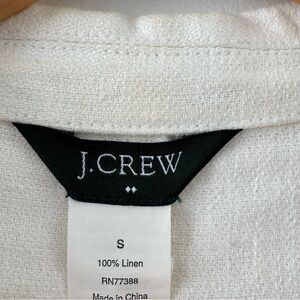 J.CREW
S
100% Linen
RN77388
Made in China